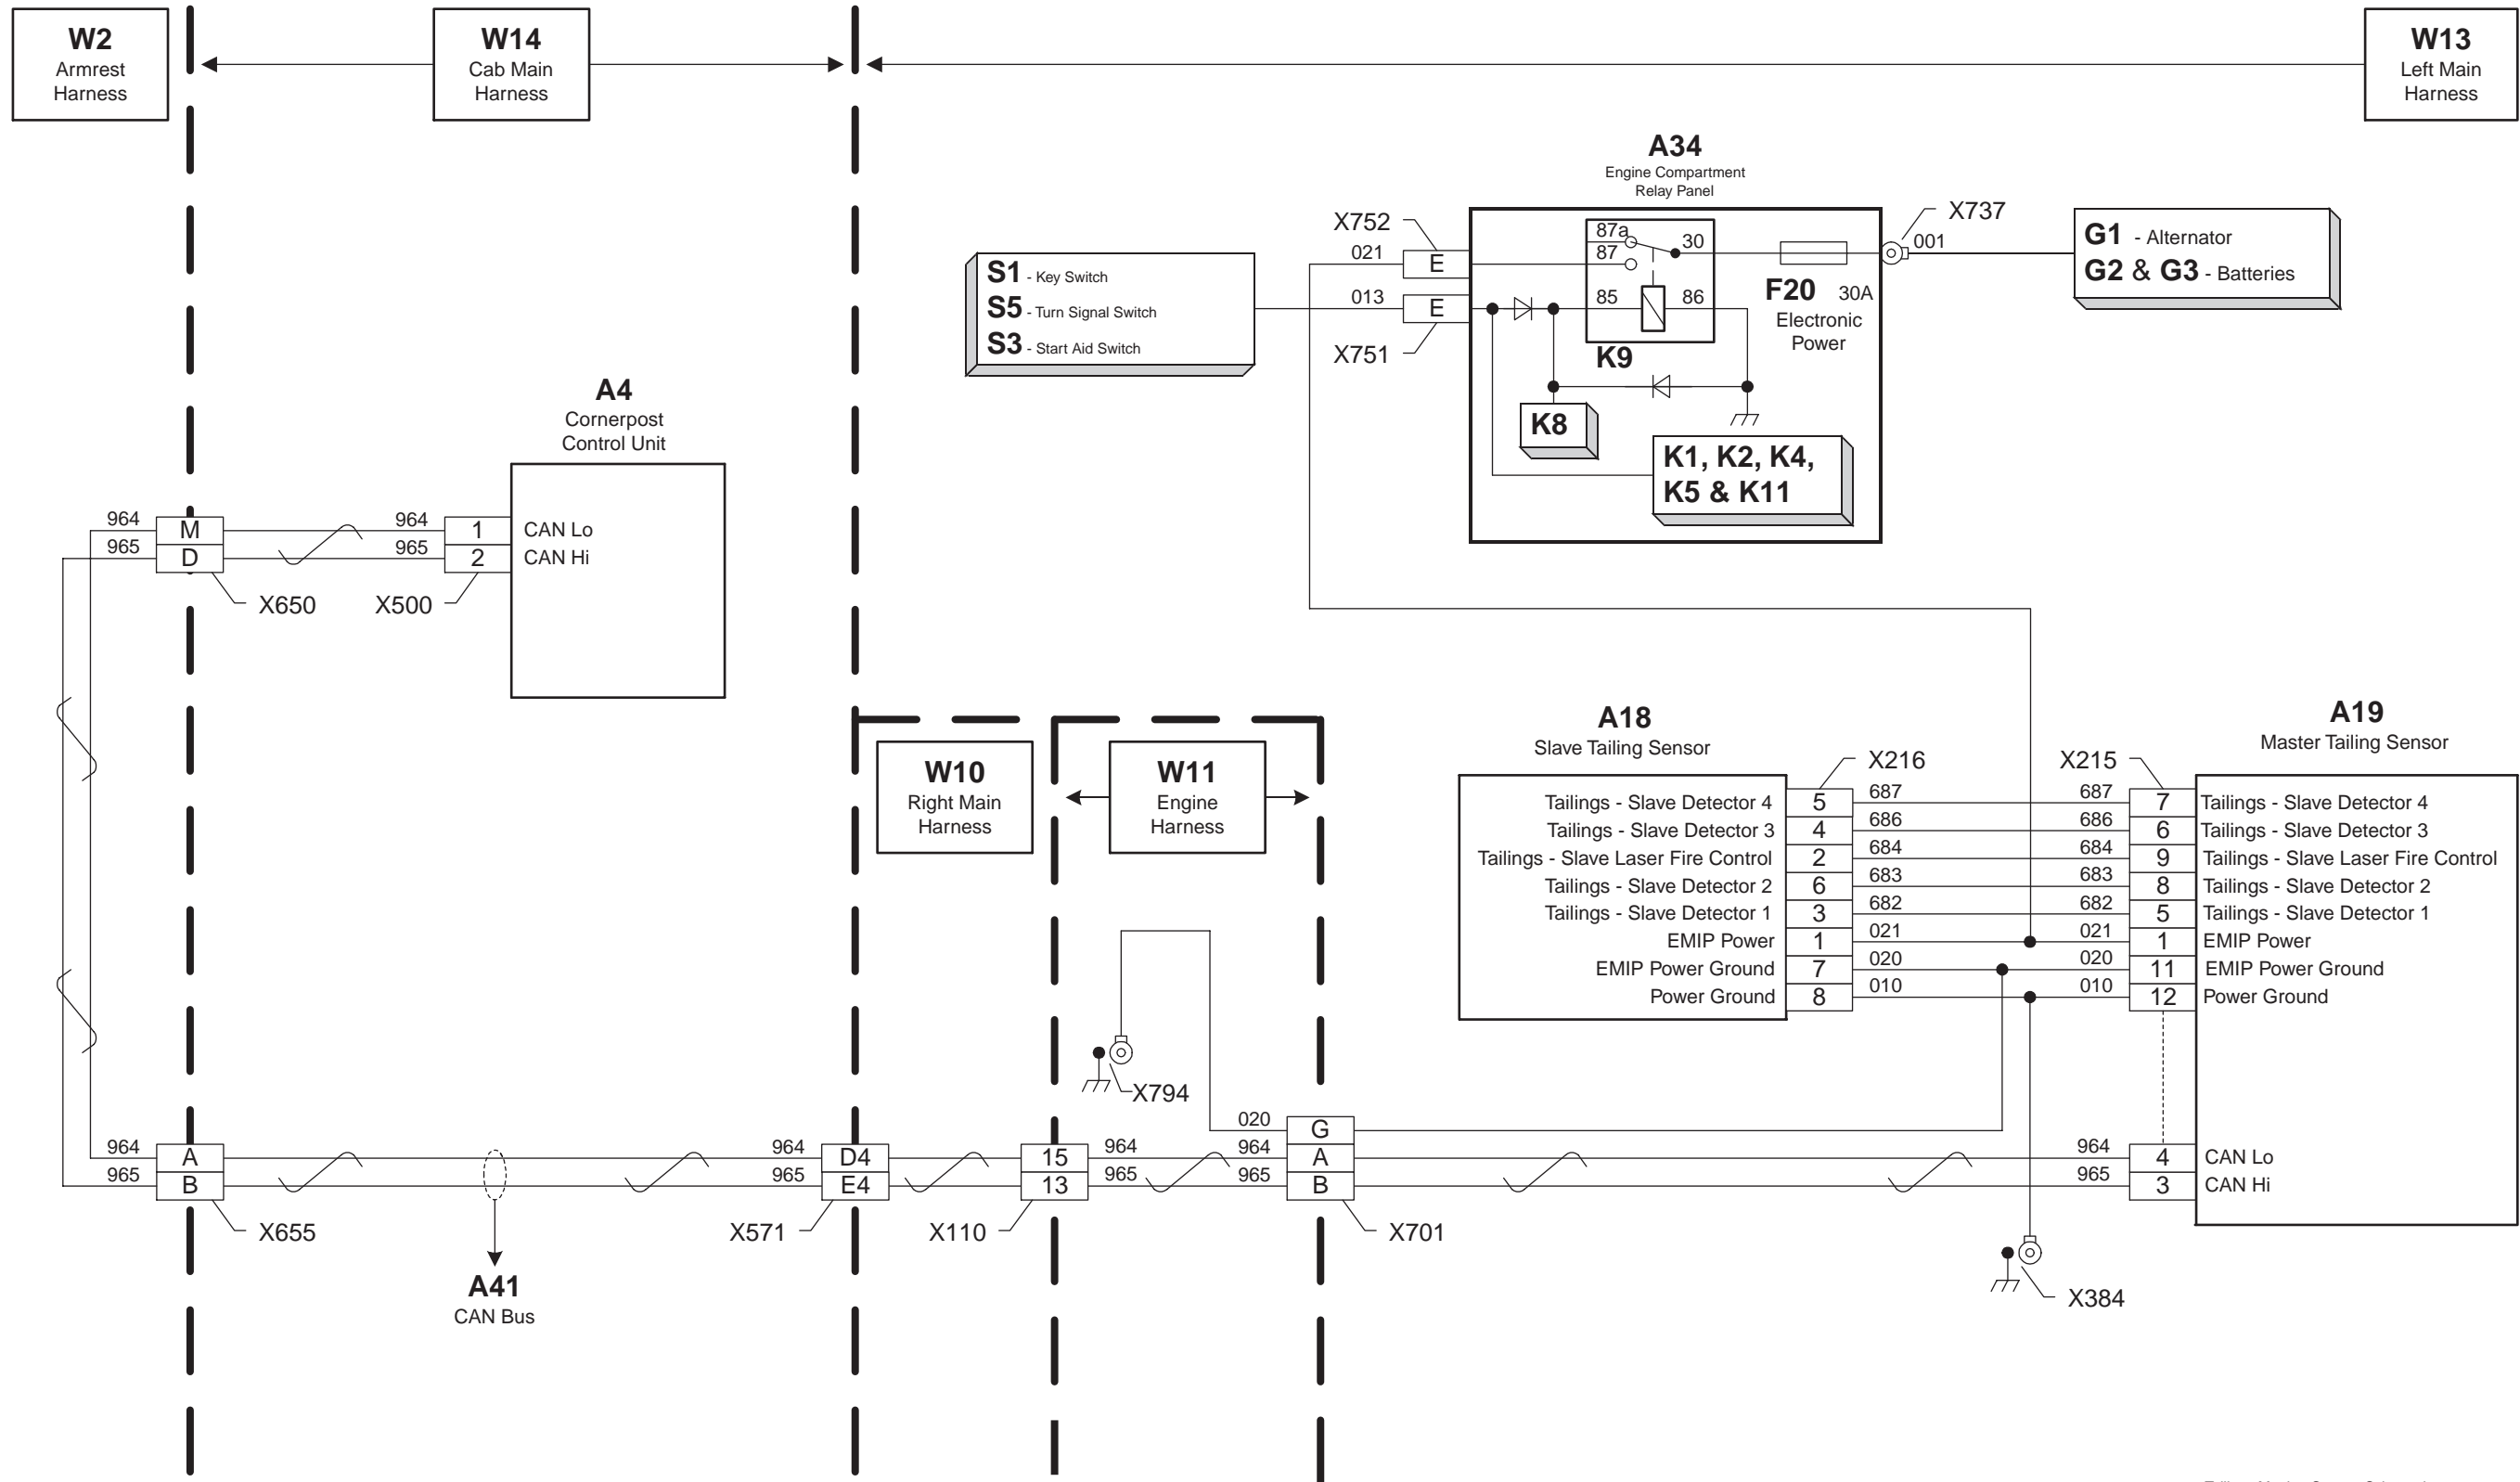 W2
Armrest
Harness
W14
Cab Main
Harness
W13
Left Main
Harness
A34
Engine Compartment
Relay Panel
X752
021
E
013
E
X751
S1 - Key Switch
S5 - Turn Signal Switch
S3 - Start Aid Switch
87a
87
30
85
86
K9
F20 30A
Electronic
Power
X737
001
G1 - Alternator
G2 & G3 - Batteries
K8
K1, K2, K4,
K5 & K11
A4
Cornerpost
Control Unit
964 M 964 1 CAN Lo
965 D 965 2 CAN Hi
X650
X500
W10
Right Main
Harness
W11
Engine
Harness
A18
Slave Tailing Sensor
X216
X215
A19
Master Tailing Sensor
Tailings - Slave Detector 4 5 687 687 7 Tailings - Slave Detector 4
Tailings - Slave Detector 3 4 686 686 6 Tailings - Slave Detector 3
Tailings - Slave Laser Fire Control 2 684 684 9 Tailings - Slave Laser Fire Control
Tailings - Slave Detector 2 6 683 683 8 Tailings - Slave Detector 2
Tailings - Slave Detector 1 3 682 682 5 Tailings - Slave Detector 1
EMIP Power 1 021 021 1 EMIP Power
EMIP Power Ground 7 020 020 11 EMIP Power Ground
Power Ground 8 010 010 12 Power Ground
X794
020 G
964 A 964 D4 15 964 964 A 964 4 CAN Lo
965 B 965 E4 13 965 965 B 965 3 CAN Hi
X655
X571
X110
X701
A41
CAN Bus
X384